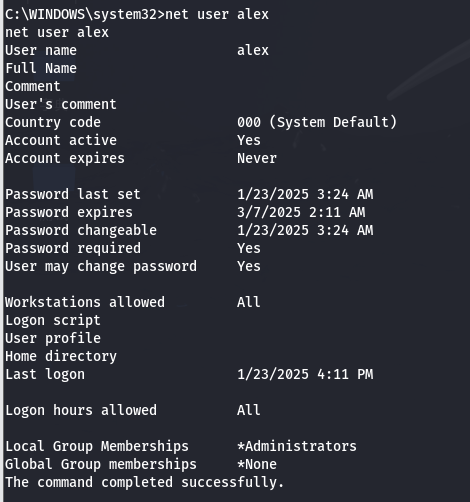 C:\WINDOWS\system32>net user alex
net user alex
User name                    alex
Full Name
Comment
User's comment
Country code                 000 (System Default)
Account active               Yes
Account expires              Never

Password last set            1/23/2025 3:24 AM
Password expires             3/7/2025 2:11 AM
Password changeable          1/23/2025 3:24 AM
Password required            Yes
User may change password     Yes

Workstations allowed         All
Logon script
User profile
Home directory
Last logon                   1/23/2025 4:11 PM

Logon hours allowed          All

Local Group Memberships      *Administrators
Global Group memberships     *None
The command completed successfully.